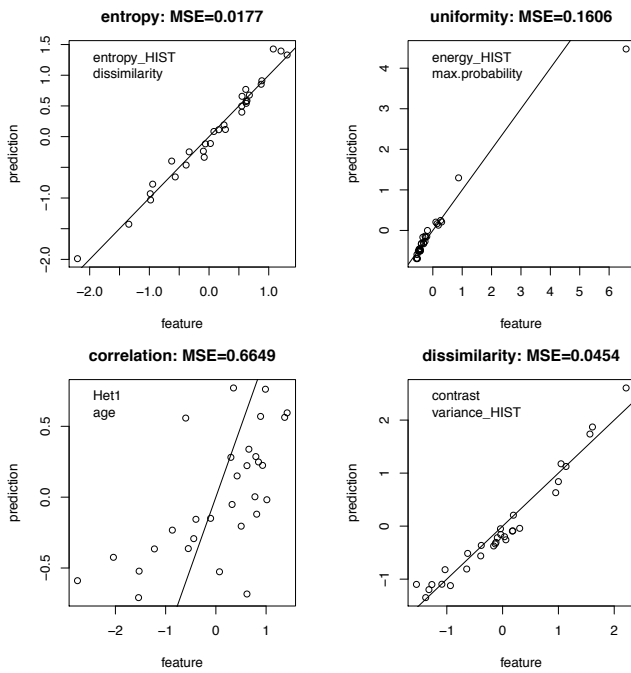 entropy: MSE=0.0177
entropy_HIST
dissimilarity
prediction
1.5
0.5
−1.0
−2.0
−2.0
−1.0
0.0
1.0
feature
uniformity: MSE=0.1606
energy_HIST
max.probability
prediction
4
3
2
1
0
0
1
2
3
4
5
6
feature
correlation: MSE=0.6649
Het1
age
prediction
0.5
0.0
−0.5
−2
−1
0
1
feature
dissimilarity: MSE=0.0454
contrast
variance_HIST
prediction
2
1
0
−1
−1
0
1
2
feature